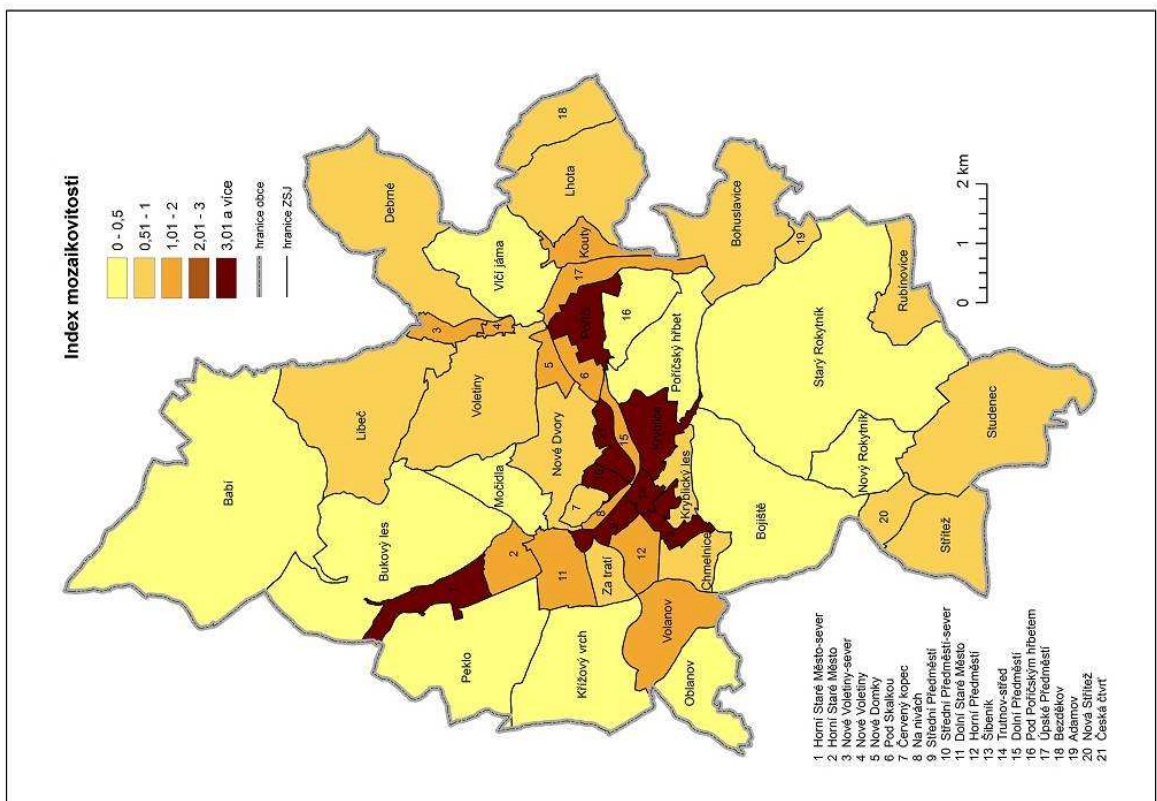 Index mozaikovitosti
0 - 0,5
0,51 - 1
1,01 - 2
2,01 - 3
3,01 a více
hranice obce
hranice ZSJ
Babí
Debrné
18
Lhota
Libeč
Vlčí jáma
3
4
Kouty
17
Bohuslavice
19
Voletiny
5
6
Poříčí
16
Bukový les
Močidla
Nové Dvory
Poříčský hřbet
Rubínovice
15
Kryblice
Starý Rokytník
7
8
Kryblický les
2
1
11
Za tratí
12
Chmelnice
Bojiště
Nový Rokytník
Studenec
20
Střítež
Peklo
Křížový vrch
Volanov
Oblanov
0 1 2 km
1 Horní Staré Město-sever
2 Horní Staré Město
3 Nové Voletiny-sever
4 Nové Voletiny
5 Nové Domky
6 Pod Skalkou
7 Červený kopec
8 Na nivách
9 Střední Předměstí
10 Střední Předměstí-sever
11 Dolní Staré Město
12 Horní Předměstí
13 Šibeník
14 Trutnov-střed
15 Dolní Předměstí
16 Pod Poříčským hřbetem
17 Úpské Předměstí
18 Bezděkov
19 Adamov
20 Nová Střítež
21 Česká čtvrť